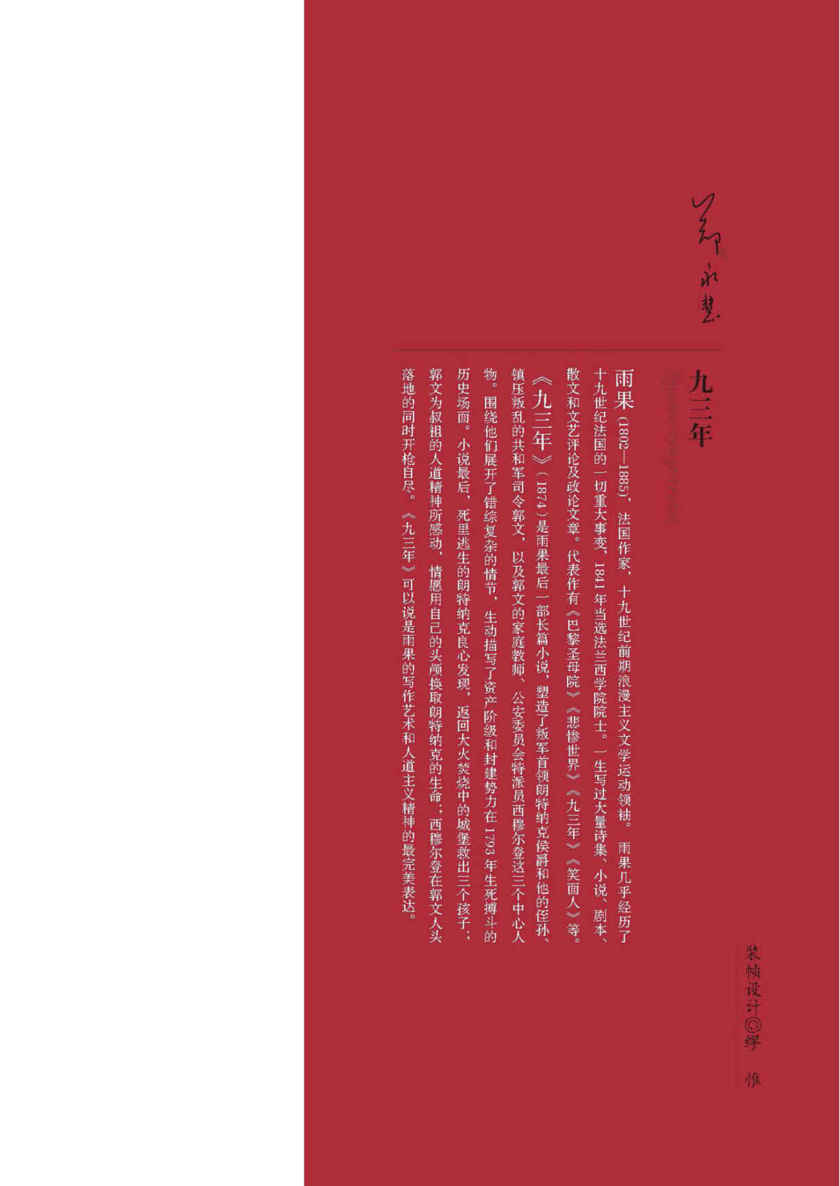 郑永慧
九三年
雨果(1802—1885)，法国作家，十九世纪前期浪漫主义文学运动领袖。雨果几乎经历了
十九世纪法国的一切重大事变，1841年当选法兰西学院院士。一生写过大量诗集、小说、剧本、
散文和文艺评论及政论文章。代表作有《巴黎圣母院》《悲惨世界》《九三年》《笑面人》等。
《九三年》(1874)是雨果最后一部长篇小说，塑造了叛军首领朗特纳克侯爵和他的侄孙、
镇压叛乱的共和军司令郭文，以及郭文的家庭教师、公安委员会特派员西穆尔登这三个中心人
物。围绕他们展开了错综复杂的情节，生动描写了资产阶级和封建势力在1793年生死搏斗的
历史场面。小说最后，死里逃生的朗特纳克良心发现，返回大火焚烧中的城堡救出三个孩子；
郭文为叔祖的人道精神所感动，情愿用自己的头颅换取朗特纳克的生命；西穆尔登在郭文人头
落地的同时开枪自尽。《九三年》可以说是雨果的写作艺术和人道主义精神的最完美表达。
装帧设计◎缪 惟